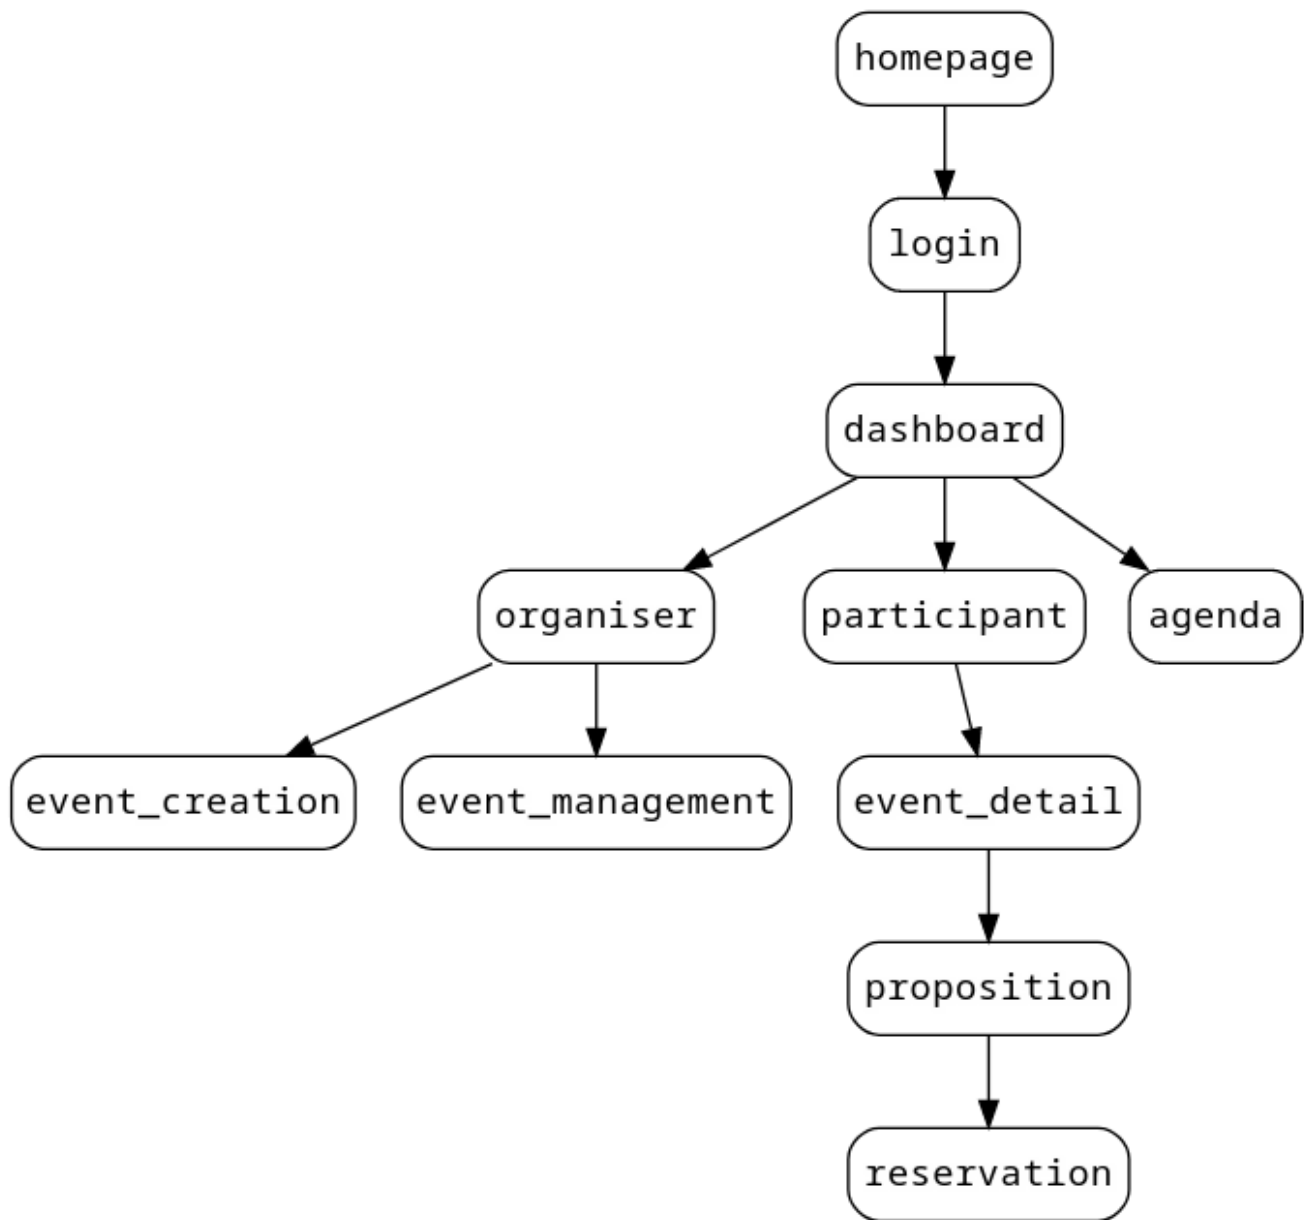 homepage
login
dashboard
organiser
participant
agenda
event_creation
event_management
event_detail
proposition
reservation